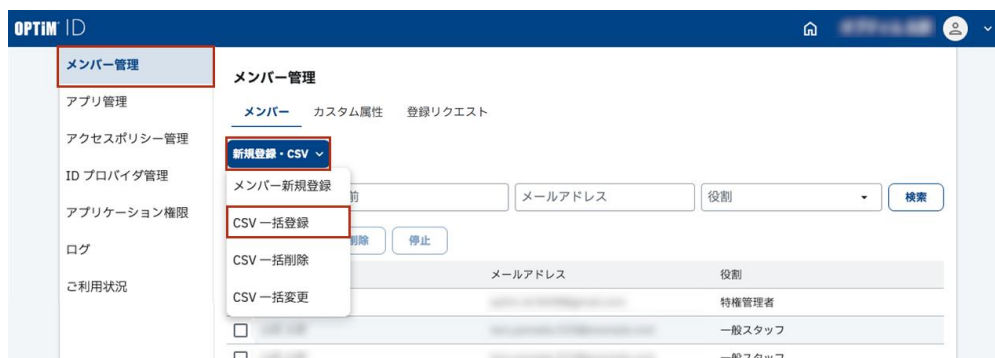 OPTiM ID
メンバー管理
アプリ管理
アクセスポリシー管理
ID プロバイダ管理
アプリケーション権限
ログ
ご利用状況
メンバー管理
メンバー カスタム属性 登録リクエスト
新規登録・CSV
メンバー新規登録
CSV 一括登録
CSV 一括削除
CSV 一括変更
前 メールアドレス 役割 検索
削除 停止
メールアドレス 役割
特権管理者
一般スタッフ
一般スタッフ